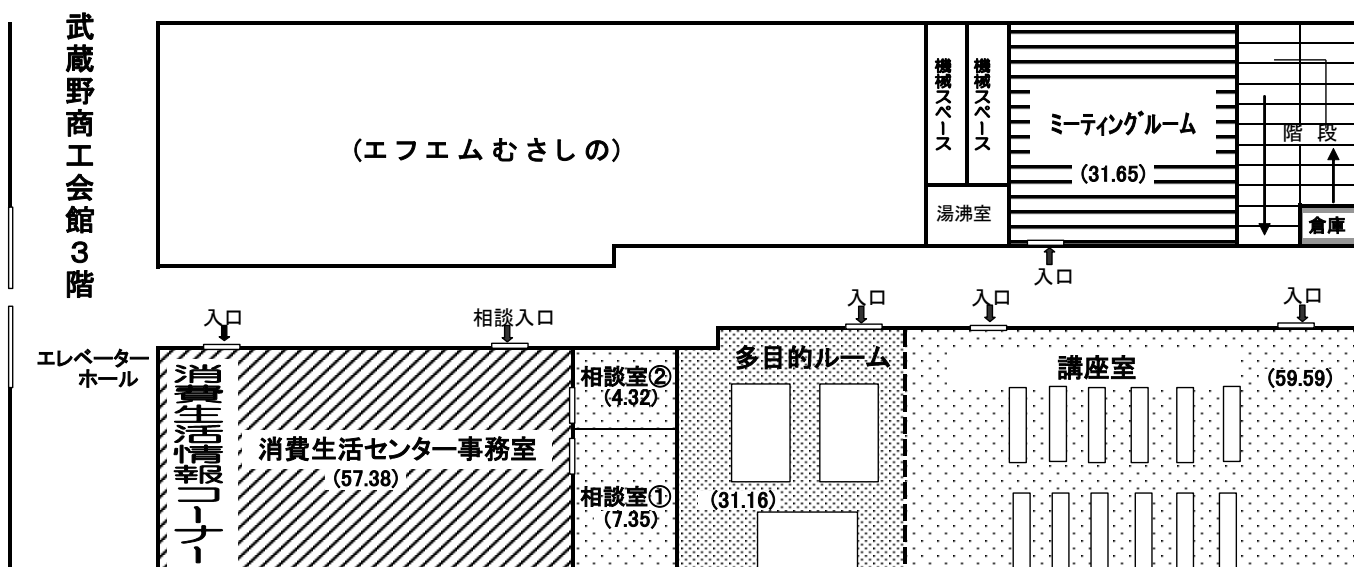 武蔵野商工会館３階
(エフエムむさしの)
機械スペース
機械スペース
湯沸室
ミーティングルーム
(31.65)
階 段
倉庫
入口
入口
相談入口
入口
入口
入口
エレベーター
ホール
消費生活情報コーナー
消費生活センター事務室
(57.38)
相談室②
(4.32)
相談室①
(7.35)
多目的ルーム
(31.16)
講座室
(59.59)